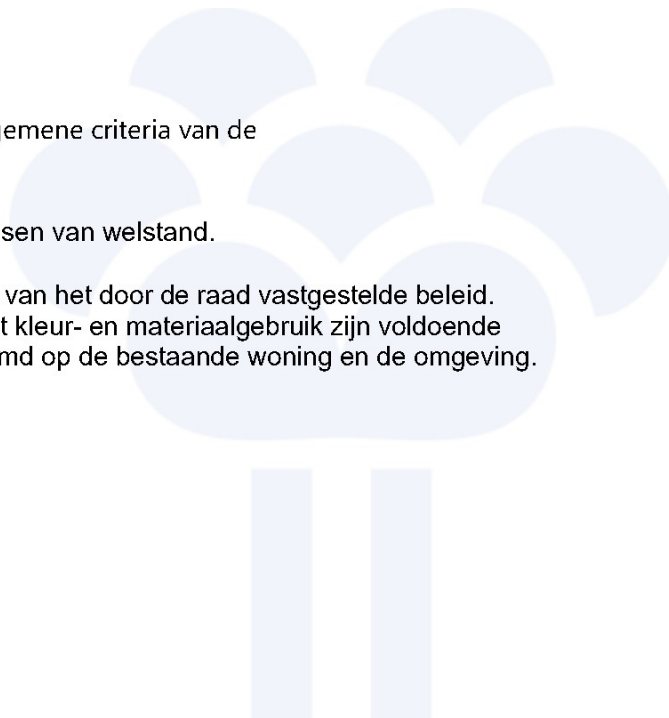 gemene criteria van de
sen van welstand.
van het door de raad vastgestelde beleid.
t kleur- en materiaalgebruik zijn voldoende
md op de bestaande woning en de omgeving.